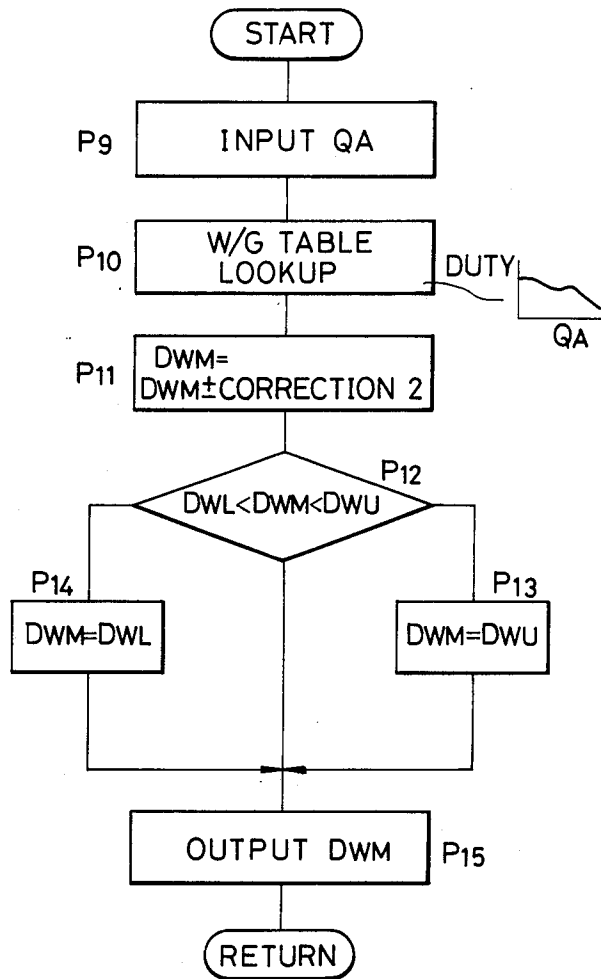 START
P9
INPUT QA
P10
W/G TABLE
LOOKUP
DUTY
QA
P11
DWM=
DWM±CORRECTION 2
P12
DWL<DWM<DWU
P14
DWM=DWL
P13
DWM=DWU
OUTPUT DWM
P15
RETURN